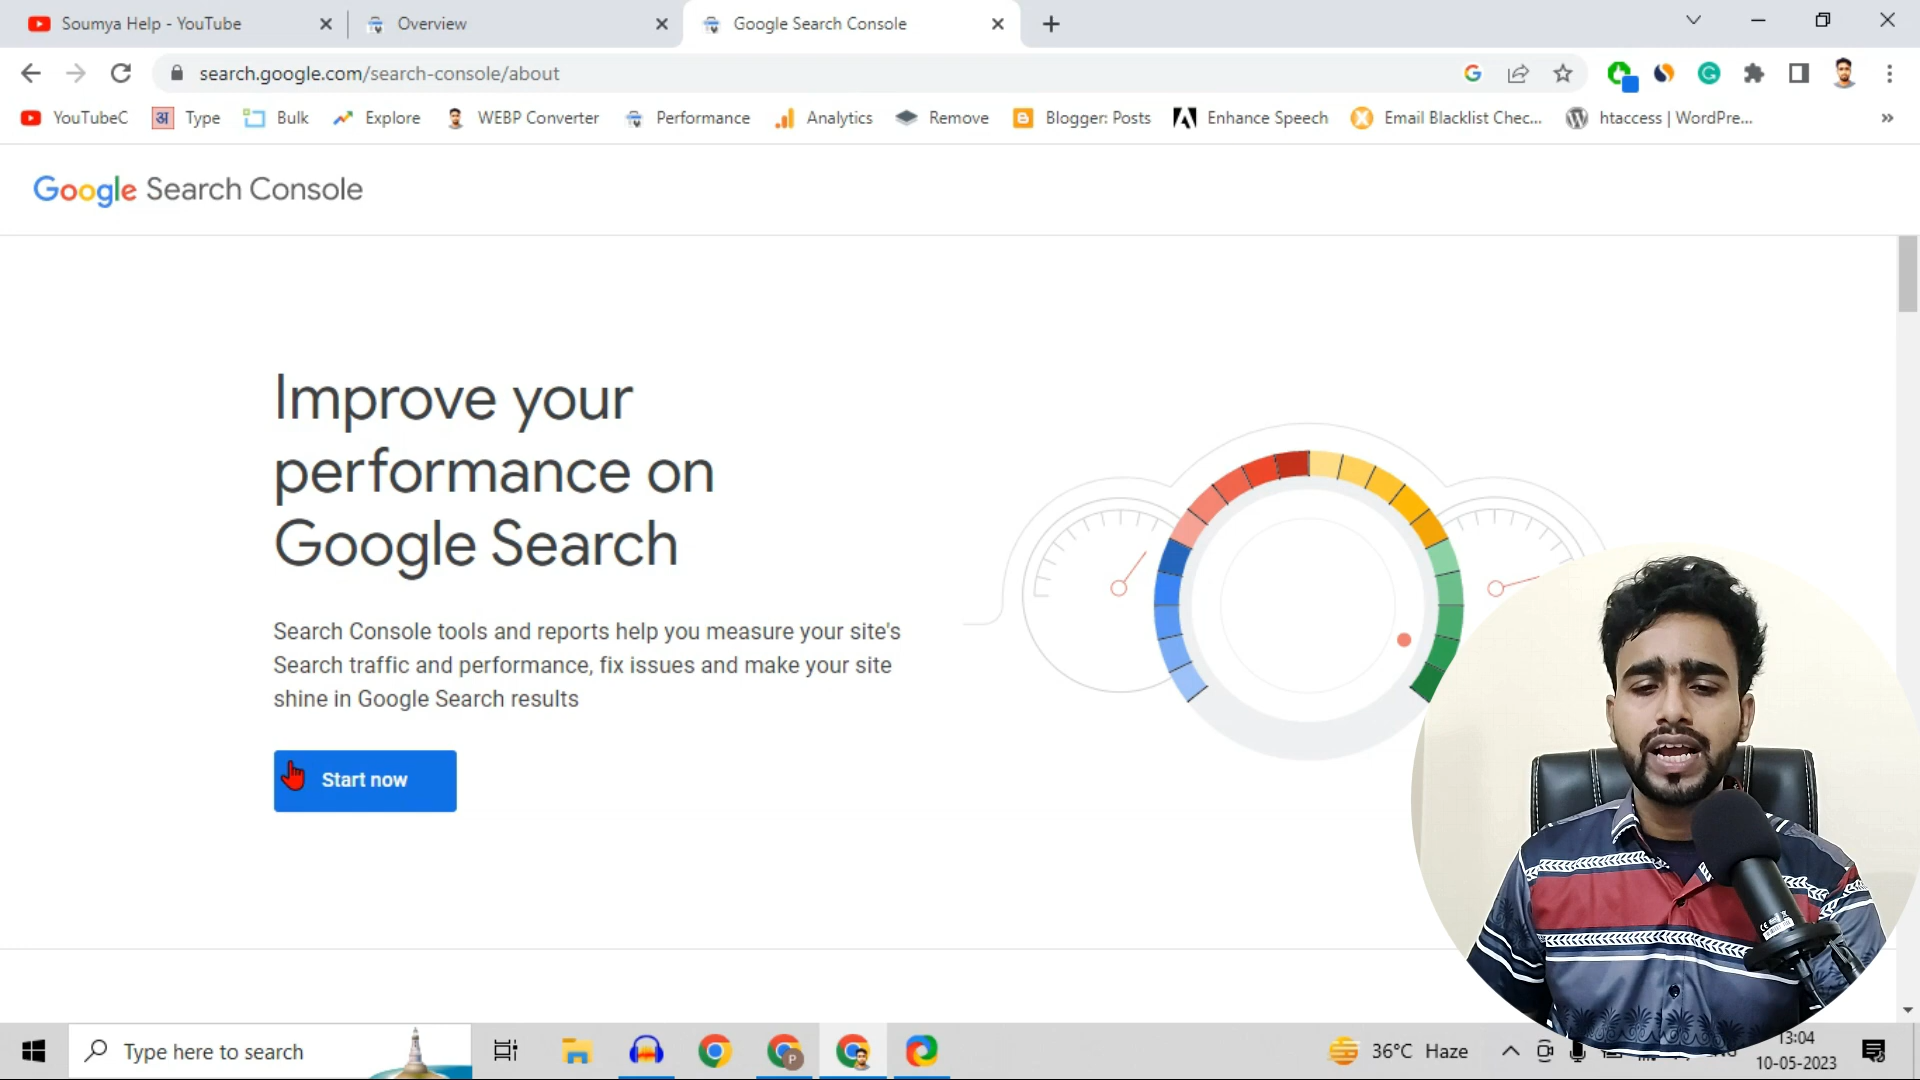 Soumya Help - YouTube
Overview
Google Search Console
search.google.com/search-console/about
YouTubeC
अ Type
Bulk
Explore
WEBP Converter
Performance
Analytics
Remove
Blogger: Posts
Enhance Speech
Email Blacklist Chec...
htaccess | WordPre...
»
Google Search Console
Improve your
performance on
Google Search
Search Console tools and reports help you measure your site's
Search traffic and performance, fix issues and make your site
shine in Google Search results
Start now
Type here to search
P
36°C Haze
13:04
10-05-2023